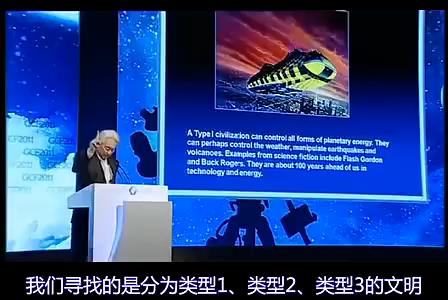 A Type I civilization can control all forms of planetary energy. They
can perhaps control the weather, manipulate earthquakes and
volcanoes. Examples from science fiction include Flash Gordon
and Buck Rogers. They are about 100 years ahead of us in
technology and energy.
GCF2011
GCF2011
我们寻找的是分为类型1、类型2、类型3的文明